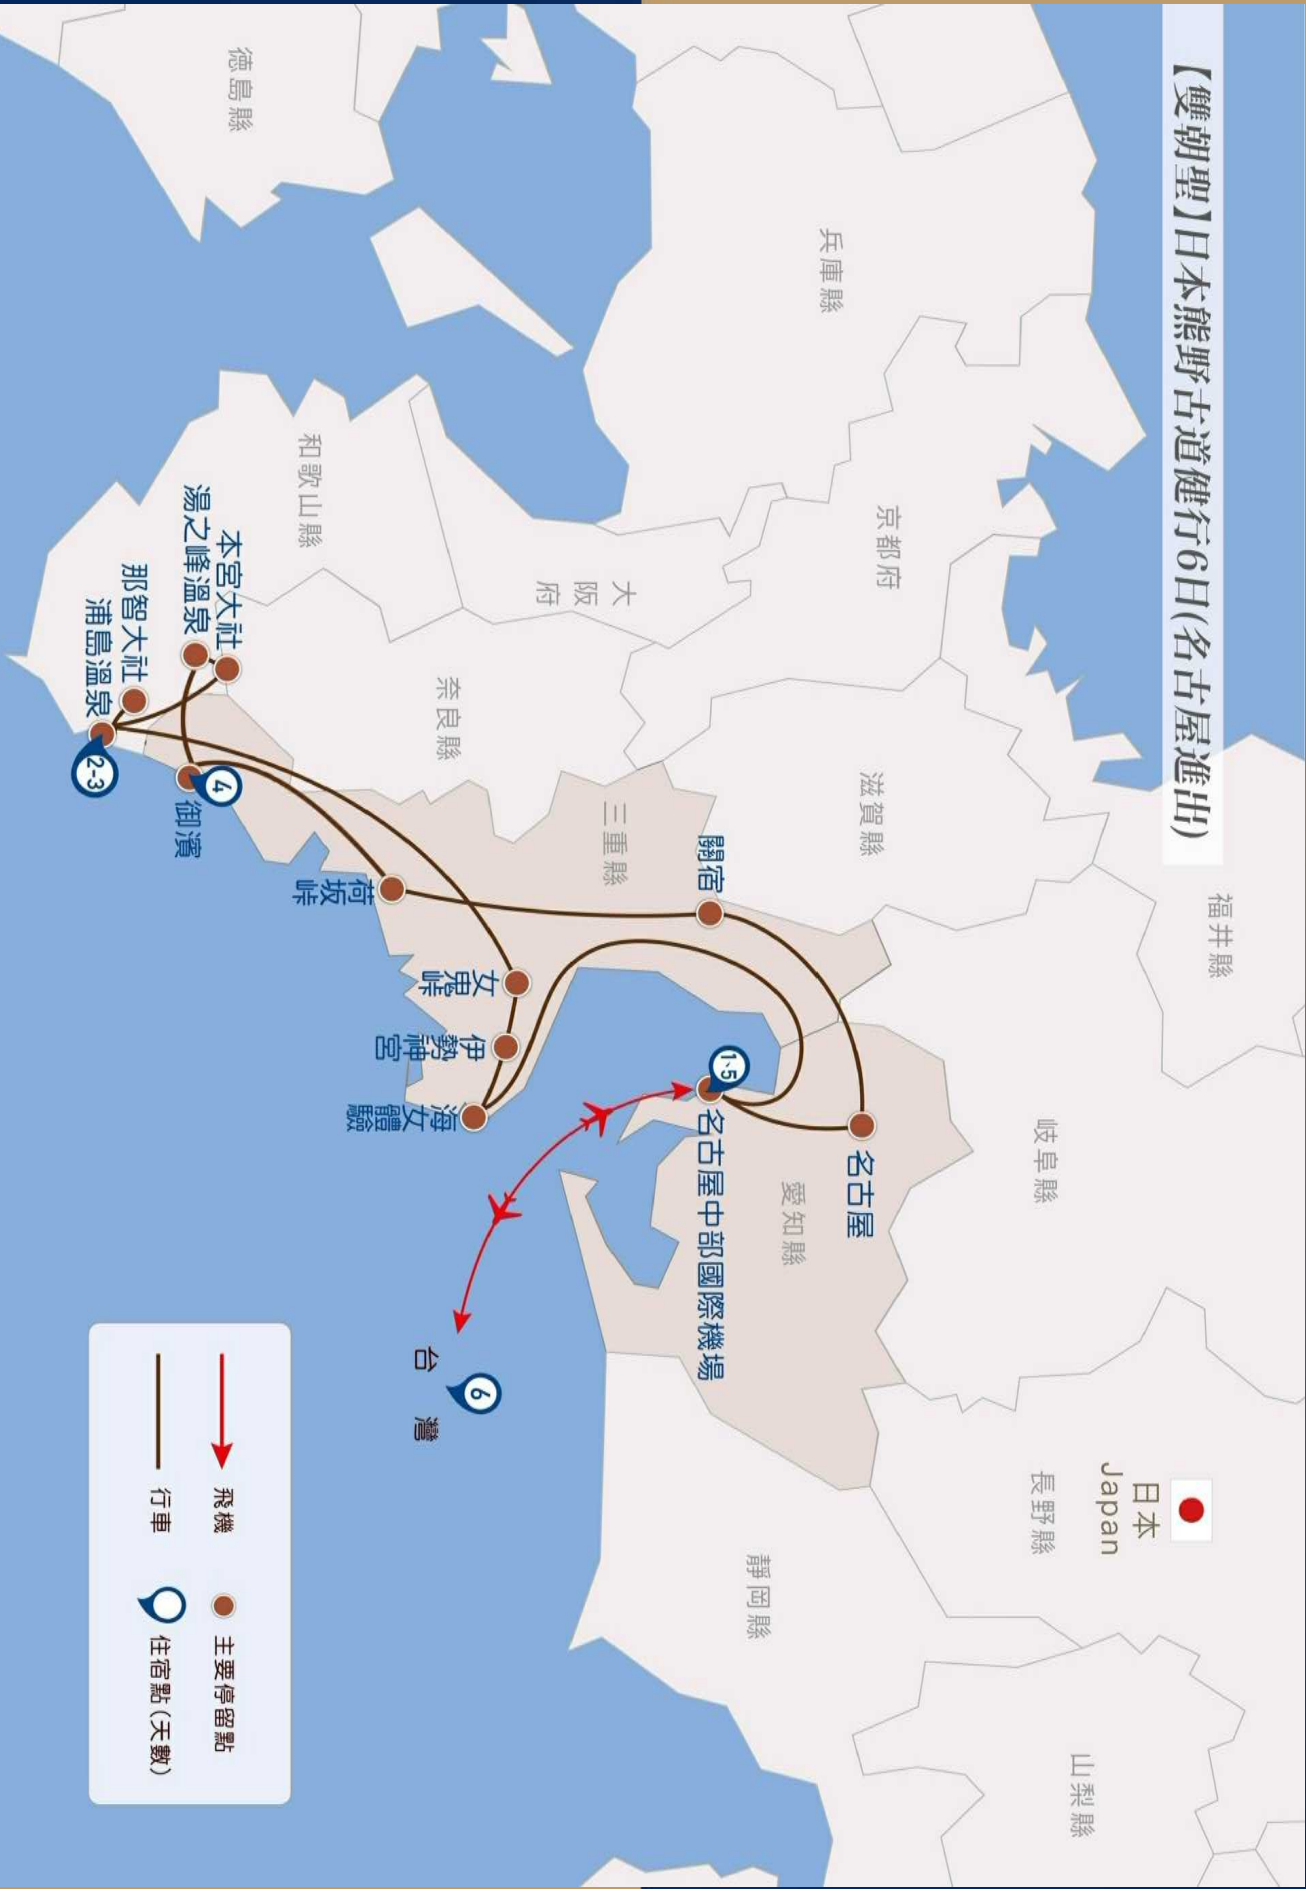 【雙朝聖】日本熊野古道健行6日(名古屋進出)
福井縣
日本
Japan
岐阜縣
長野縣
山梨縣
京都府
滋賀縣
兵庫縣
名古屋
愛知縣
靜岡縣
關宿
1、5
名古屋中部國際機場
大阪府
三重縣
女鬼峠
伊勢神宮
海女體驗
奈良縣
荷坂峠
6
台灣
和歌山縣
德島縣
本宮大社
湯之峰溫泉
4
御濱
那智大社
浦島溫泉
2-3
飛機
主要停留點
行車
住宿點(天數)